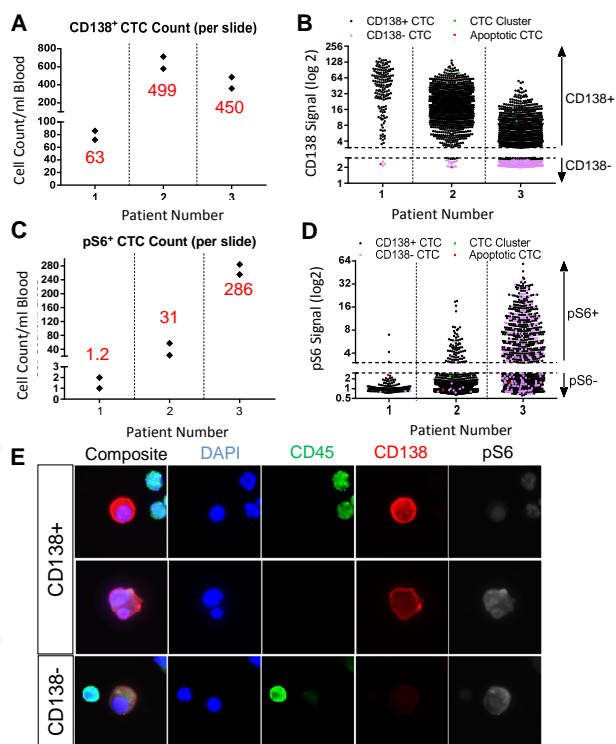 A
CD138⁺ CTC Count (per slide)
Cell Count/ml Blood
800
600
400
200
100
80
60
40
20
0
63
499
450
1
2
3
Patient Number
B
CD138+ CTC
CTC Cluster
CD138- CTC
Apoptotic CTC
CD138 Signal (log 2)
256
128
64
32
16
8
4
2
1
CD138+
CD138-
1
2
3
Patient Number
C
pS6⁺ CTC Count (per slide)
Cell Count/ml Blood
280
240
200
160
120
80
40
3
2
1
0
1.2
31
286
1
2
3
Patient Number
D
CD138+ CTC
CTC Cluster
CD138- CTC
Apoptotic CTC
pS6 Signal (log2)
64
32
16
8
4
2
1
0.5
pS6+
pS6-
1
2
3
Patient Number
E
Composite
DAPI
CD45
CD138
pS6
CD138+
CD138-